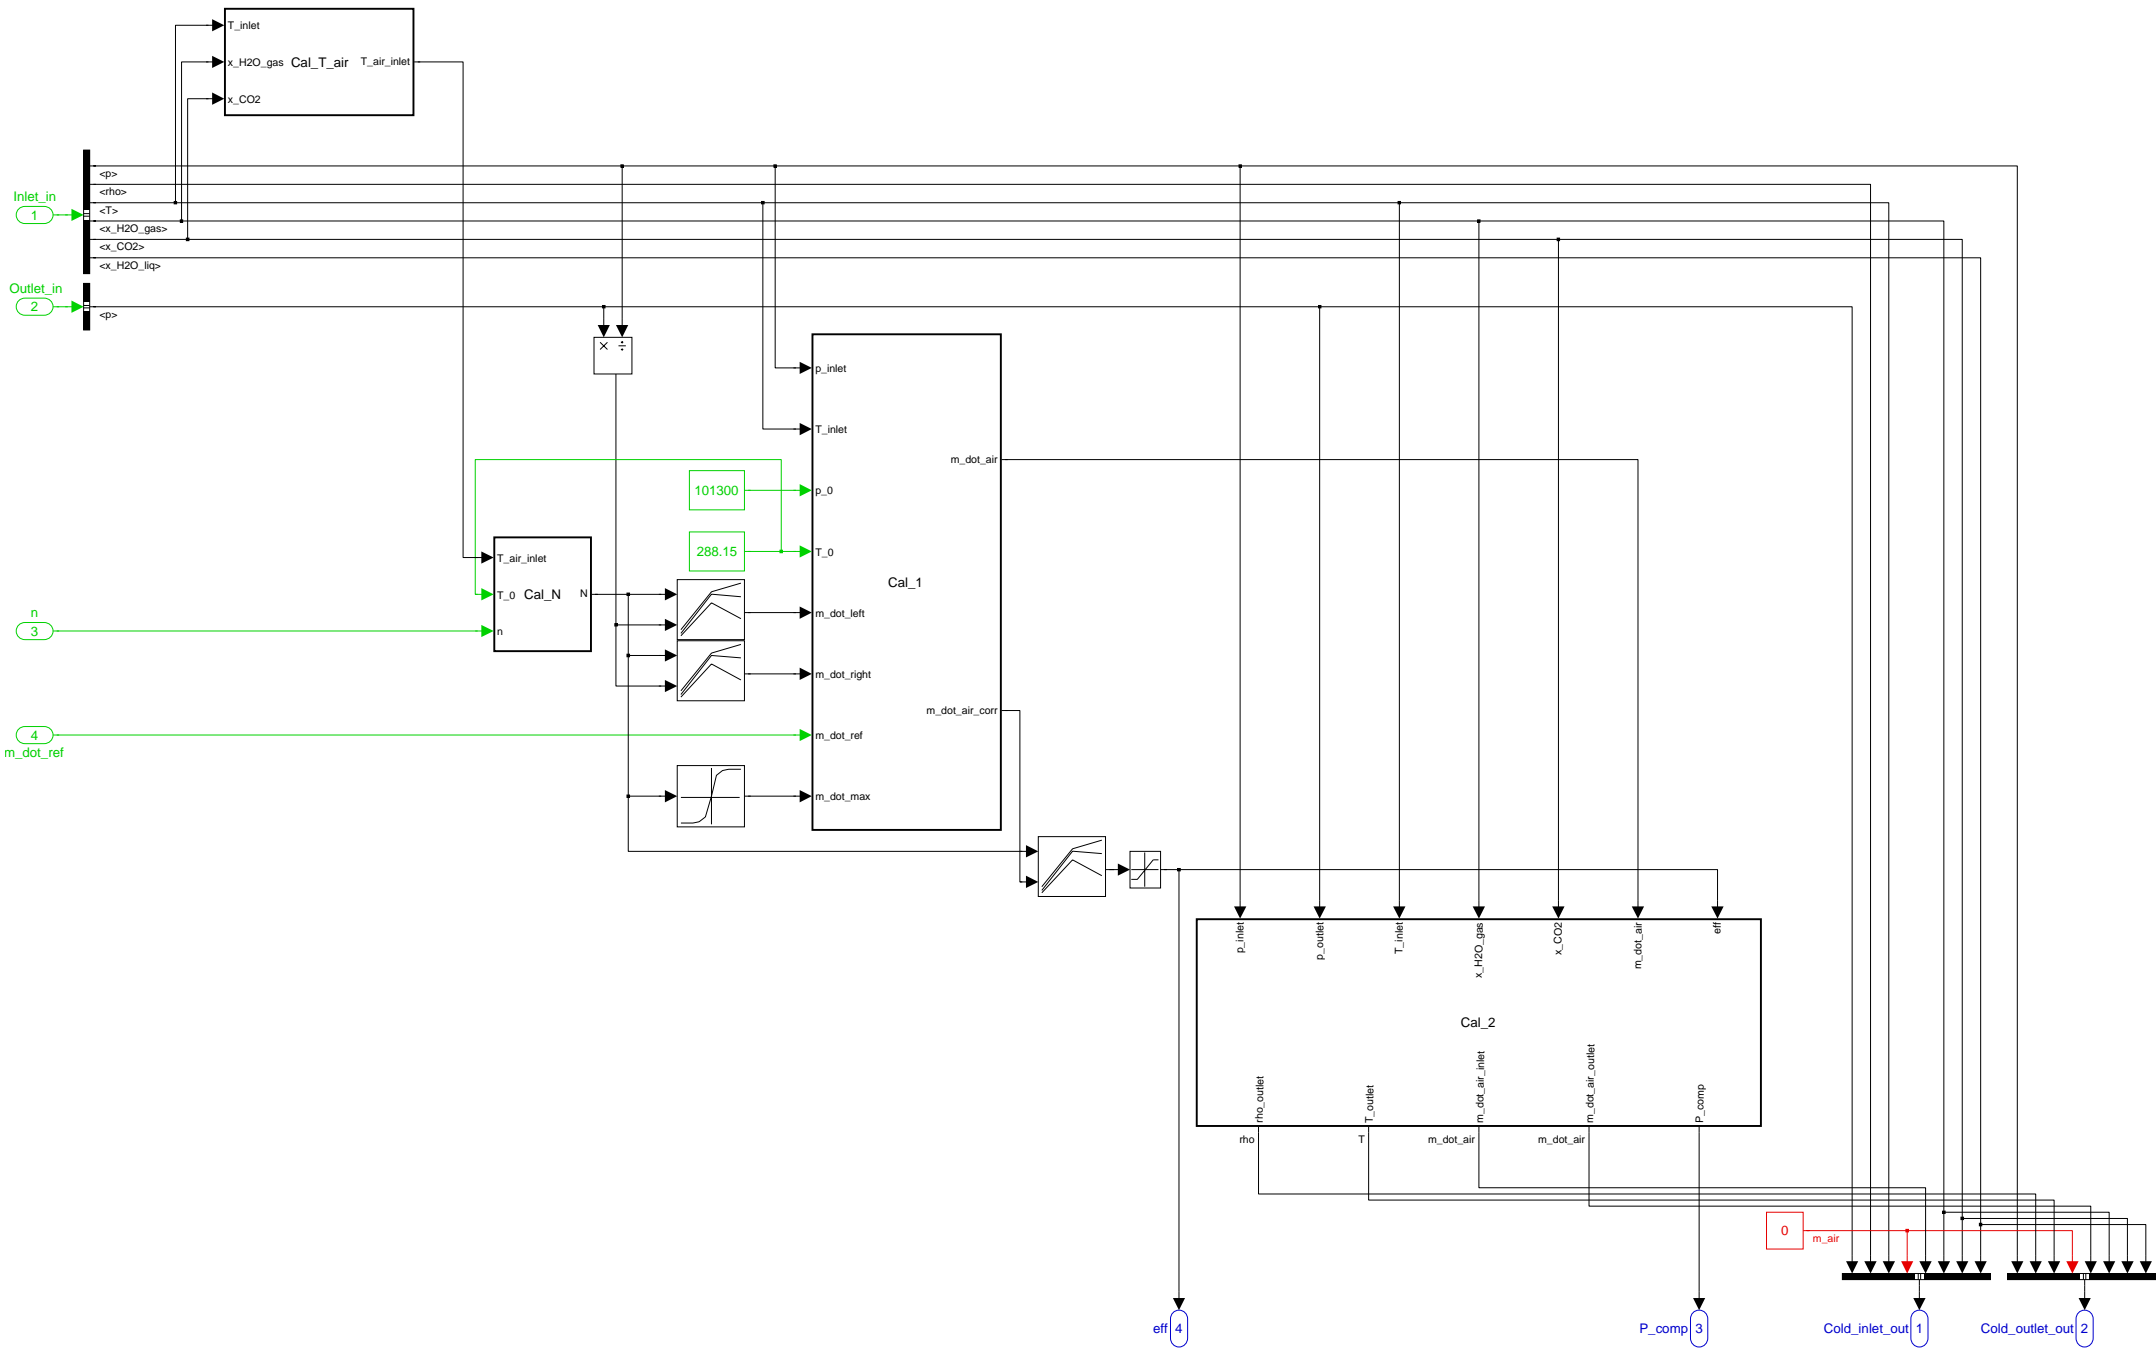 T_inlet
x_H2O_gas
Cal_T_air
T_air_inlet
x_CO2
<p>
<rho>
Inlet_in
1
<T>
<x_H2O_gas>
<x_CO2>
<x_H2O_liq>
Outlet_in
2
<p>
× ÷
p_inlet
T_inlet
m_dot_air
101300
p_0
288.15
T_0
Cal_1
T_air_inlet
T_0
Cal_N
N
n
n
3
m_dot_left
m_dot_right
m_dot_air_corr
4
m_dot_ref
m_dot_ref
m_dot_max
p_inlet
p_outlet
T_inlet
x_H2O_gas
x_CO2
m_dot_air
eff
Cal_2
rho_outlet
T_outlet
m_dot_air_inlet
m_dot_air_outlet
P_comp
rho
T
m_dot_air
m_dot_air
0
m_air
eff
4
P_comp
3
Cold_inlet_out
1
Cold_outlet_out
2